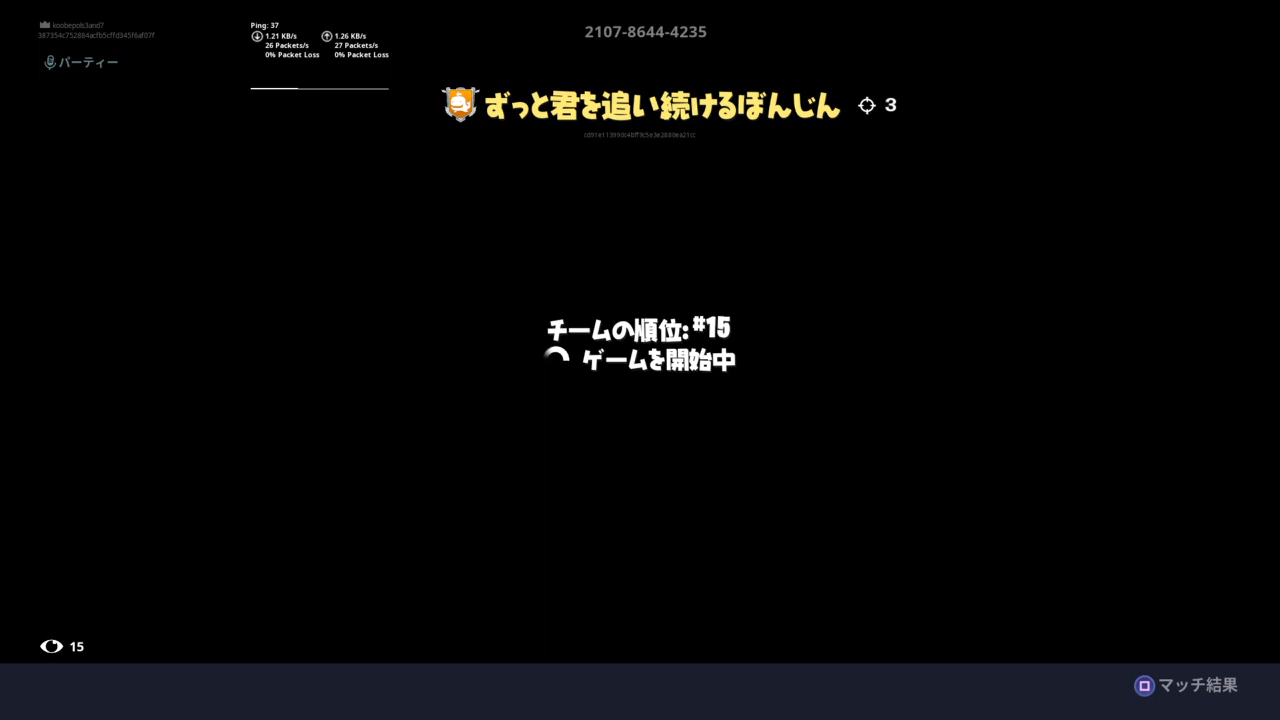 koobepols3and7
Ping: 37
1.21 KB/s
1.26 KB/s
26 Packets/s
27 Packets/s
0% Packet Loss
0% Packet Loss
パーティー
2107-8644-4235
ずっと君を追い続けるぼんじん 3
チームの順位: #15
ゲームを開始中
15
マッチ結果